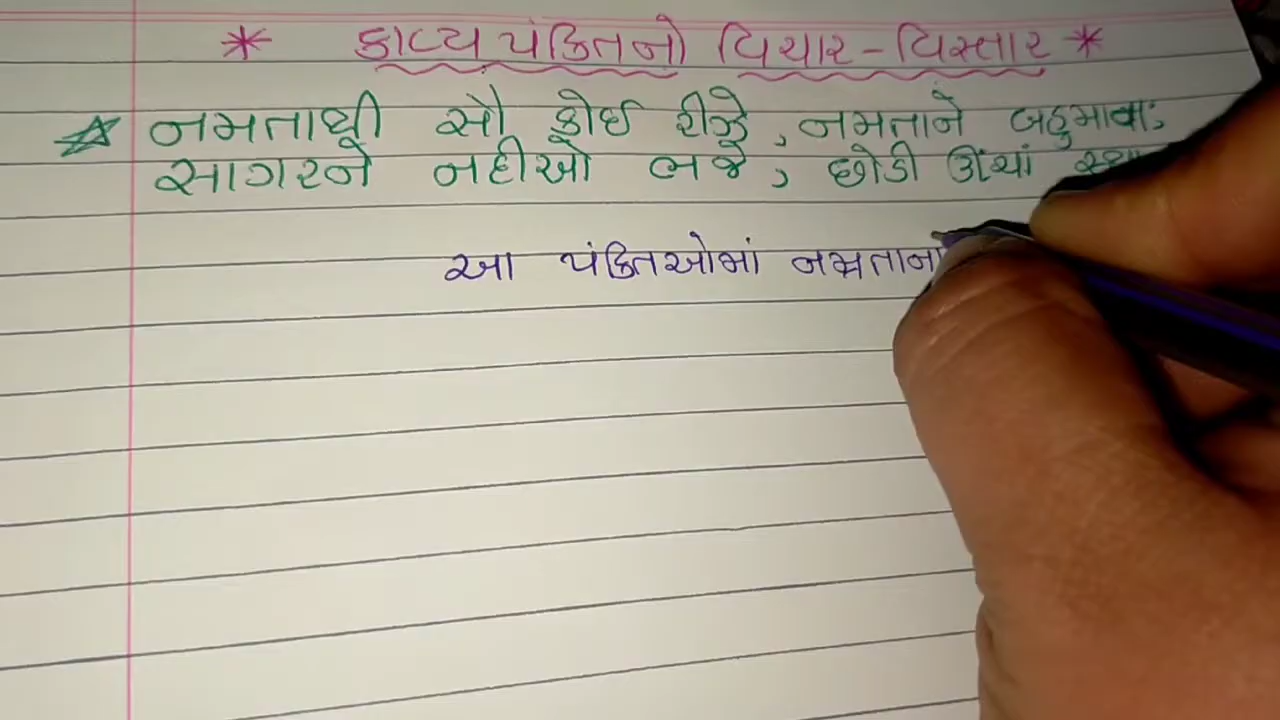 * કાવ્ય પંક્તિનો વિચાર - વિસ્તાર *
નમતાથી સૌ કોઈ રીઝે, નમતાને બહુમાન:
સાગરને નદીઓ ભજે, છોડી ઊંચાં
આ પંક્તિઓમાં નમ્રતાના